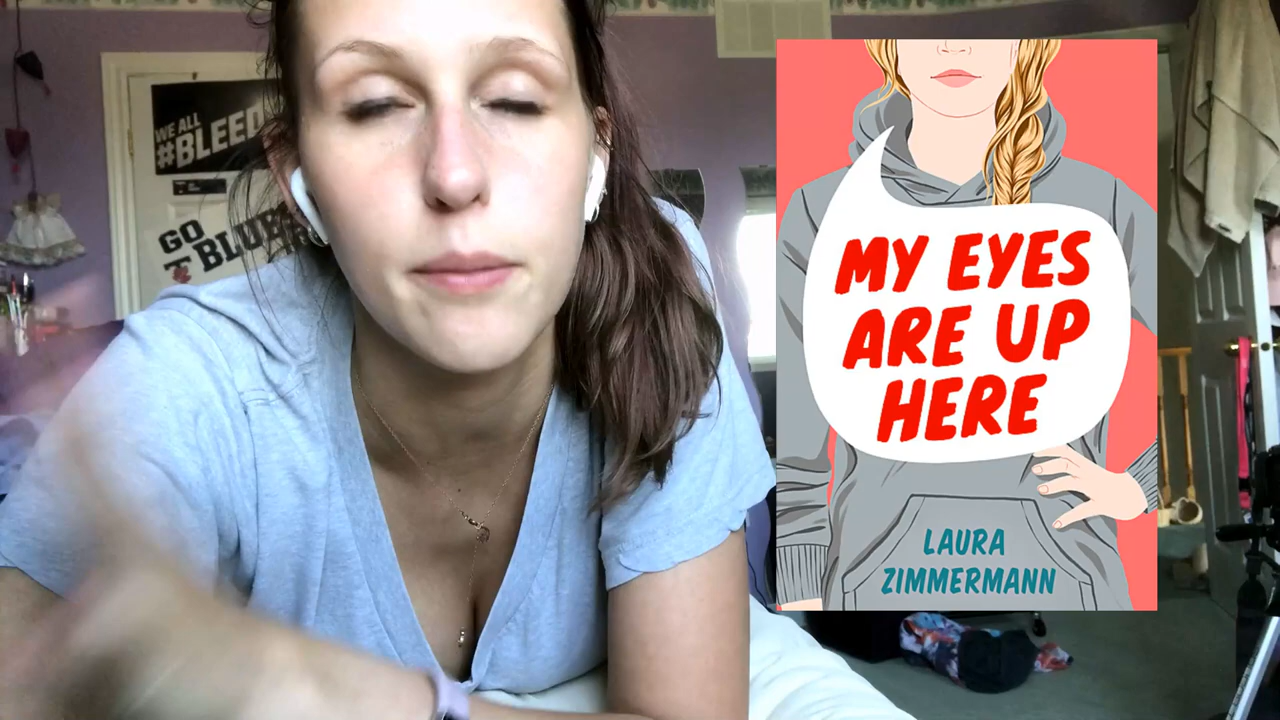 WE ALL
#BLEED
GO
BLUE
MY EYES
ARE UP
HERE
LAURA
ZIMMERMANN